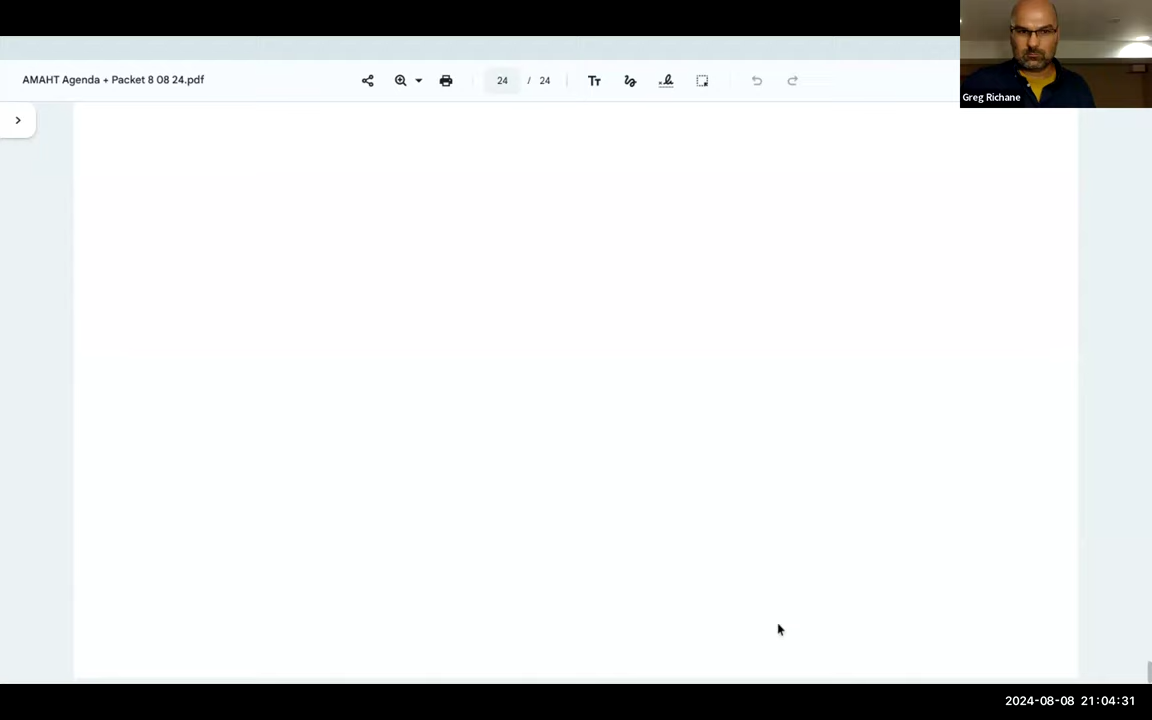 AMAHT Agenda + Packet 8 08 24.pdf
24 / 24
Greg Richane
2024-08-08 21:04:31